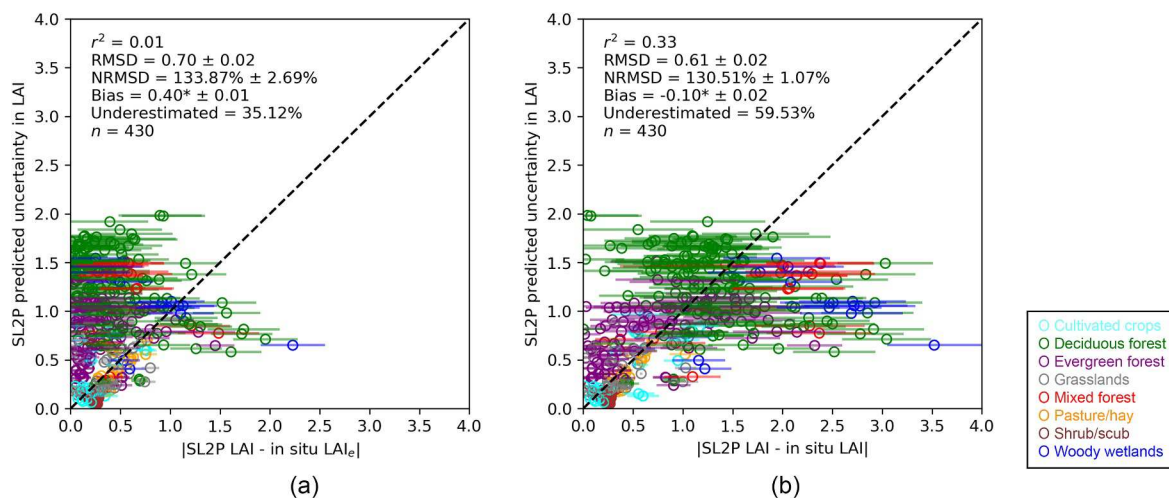 r² = 0.01
RMSD = 0.70 ± 0.02
NRMSD = 133.87% ± 2.69%
Bias = 0.40* ± 0.01
Underestimated = 35.12%
n = 430
SL2P predicted uncertainty in LAI
4.0
3.5
3.0
2.5
2.0
1.5
1.0
0.5
0.0
0.0 0.5 1.0 1.5 2.0 2.5 3.0 3.5 4.0
|SL2P LAI - in situ LAIₑ|
(a)
r² = 0.33
RMSD = 0.61 ± 0.02
NRMSD = 130.51% ± 1.07%
Bias = -0.10* ± 0.02
Underestimated = 59.53%
n = 430
SL2P predicted uncertainty in LAI
4.0
3.5
3.0
2.5
2.0
1.5
1.0
0.5
0.0
0.0 0.5 1.0 1.5 2.0 2.5 3.0 3.5 4.0
|SL2P LAI - in situ LAI|
(b)
Cultivated crops
Deciduous forest
Evergreen forest
Grasslands
Mixed forest
Pasture/hay
Shrub/scub
Woody wetlands